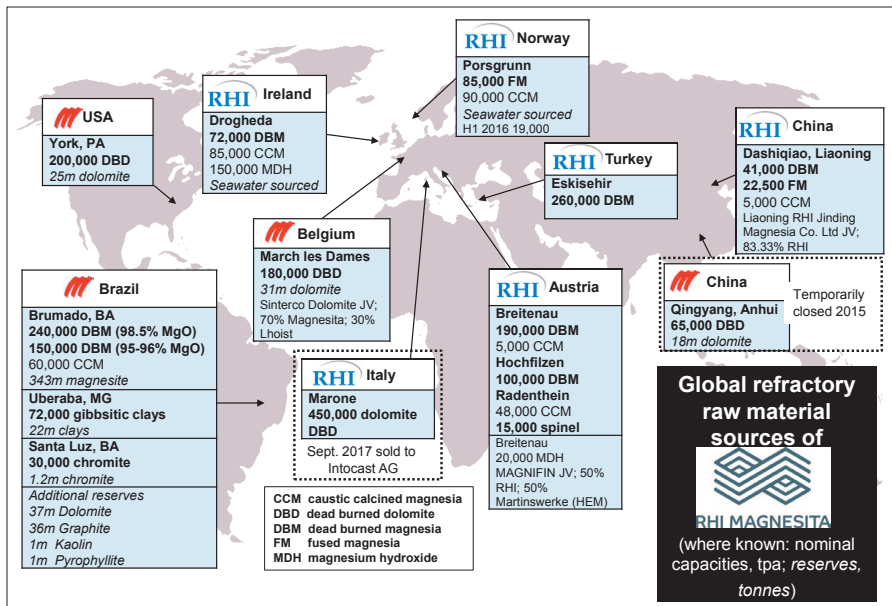 USA
York, PA
200,000 DBD
25m dolomite
RHI Ireland
Drogheda
72,000 DBM
85,000 CCM
150,000 MDH
Seawater sourced
RHI Norway
Porsgrunn
85,000 FM
90,000 CCM
Seawater sourced
H1 2016 19,000
RHI Turkey
Eskisehir
260,000 DBM
RHI China
Dashiqiao, Liaoning
41,000 DBM
22,500 FM
5,000 CCM
Liaoning RHI Jinding
Magnesia Co. Ltd JV;
83.33% RHI
Belgium
March les Dames
180,000 DBD
31m dolomite
Sinterco Dolomite JV;
70% Magnesita; 30%
Lhoist
China
Qingyang, Anhui
65,000 DBD
18m dolomite
Temporarily
closed 2015
Brazil
Brumado, BA
240,000 DBM (98.5% MgO)
150,000 DBM (95-96% MgO)
60,000 CCM
343m magnesite
Uberaba, MG
72,000 gibbsitic clays
22m clays
Santa Luz, BA
30,000 chromite
1.2m chromite
Additional reserves
37m Dolomite
36m Graphite
1m Kaolin
1m Pyrophyllite
RHI Italy
Marone
450,000 dolomite
DBD
Sept. 2017 sold to
Intocast AG
RHI Austria
Breitenau
190,000 DBM
5,000 CCM
Hochfilzen
100,000 DBM
Radenthein
48,000 CCM
15,000 spinel
Breitenau
20,000 MDH
MAGNIFIN JV; 50%
RHI; 50%
Martinswerke (HEM)
CCM caustic calcined magnesia
DBD dead burned dolomite
DBM dead burned magnesia
FM fused magnesia
MDH magnesium hydroxide
Global refractory
raw material
sources of
RHI MAGNESITA
(where known: nominal
capacities, tpa; reserves,
tonnes)